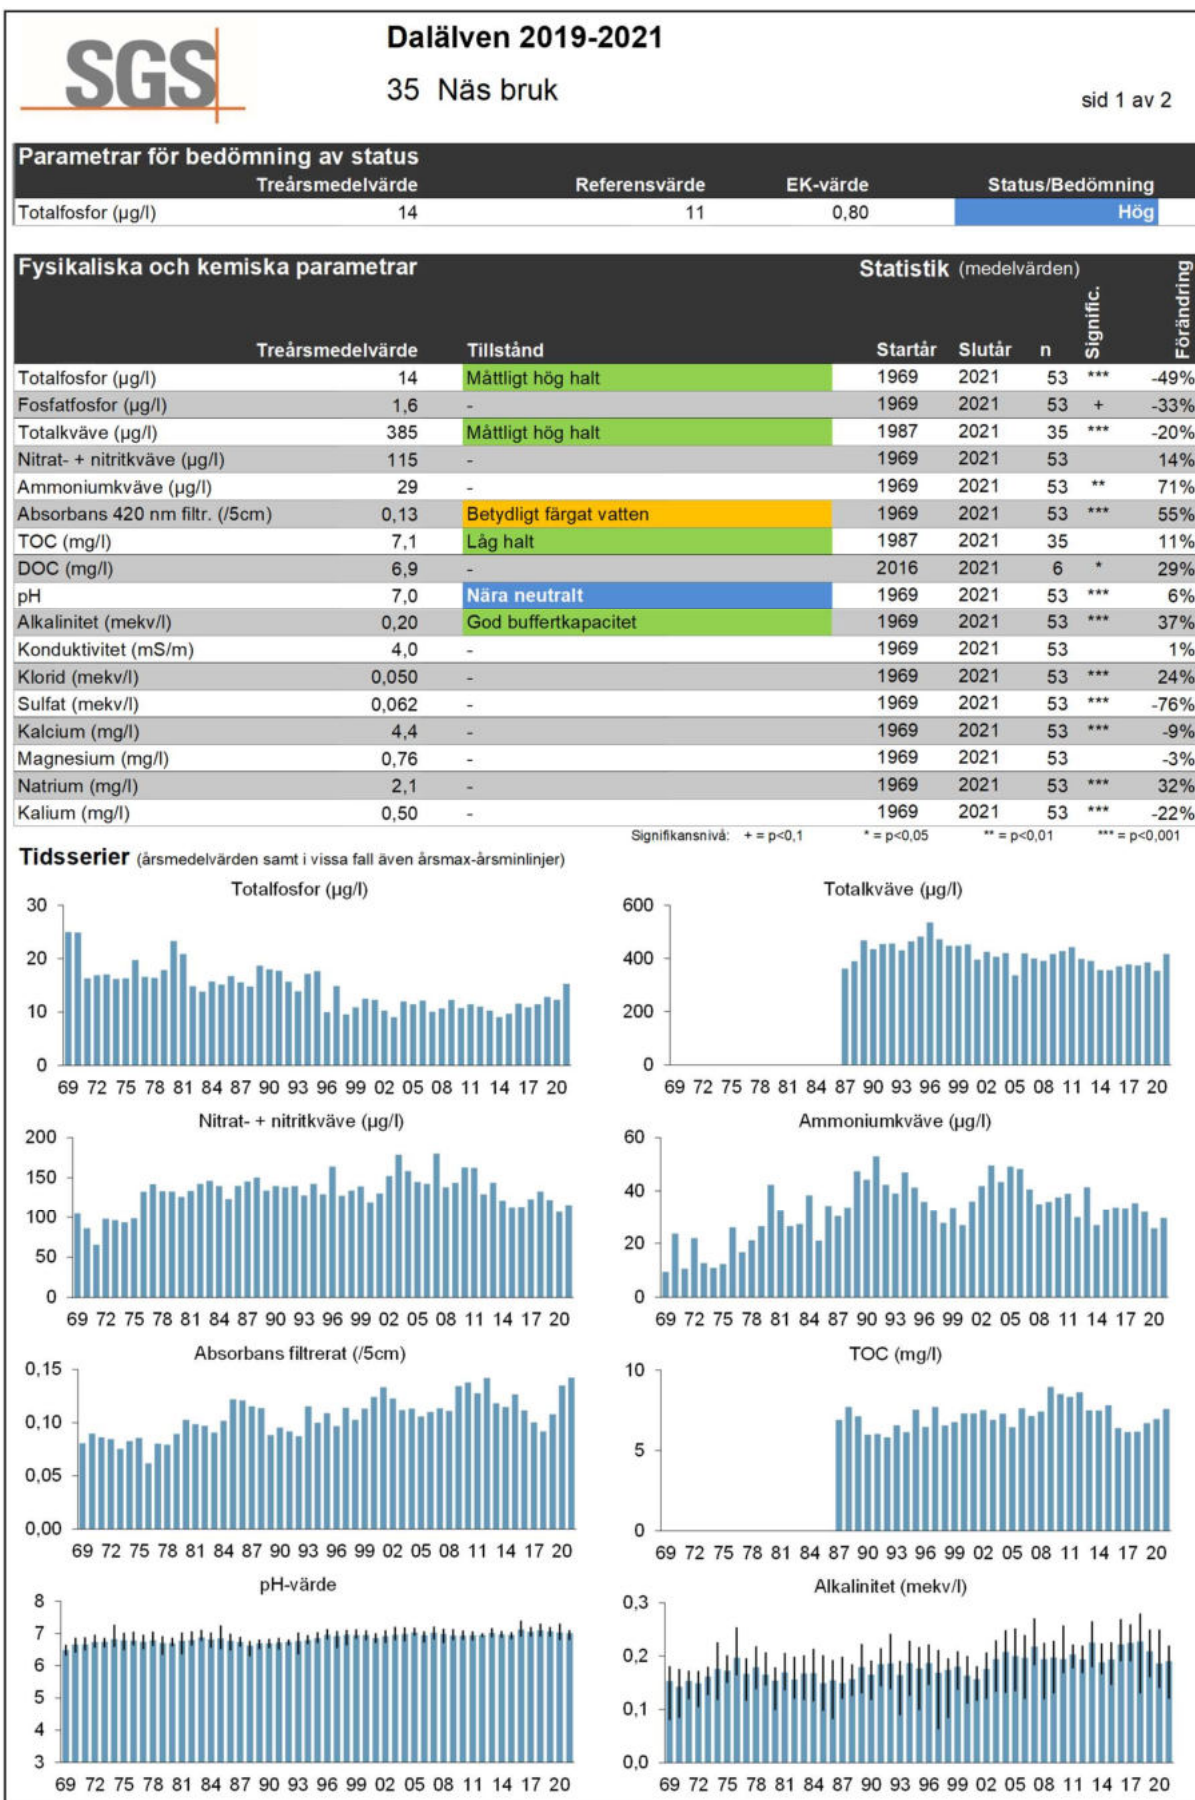 SGS
Dalälven 2019-2021
35 Näs bruk
sid 1 av 2
Parametrar för bedömning av status
Treårsmedelvärde Referensvärde EK-värde Status/Bedömning
Totalfosfor (µg/l) 14 11 0,80 Hög
Fysikaliska och kemiska parametrar Statistik (medelvärden)
Treårsmedelvärde Tillstånd Startår Slutår n Signific. Förändring
Totalfosfor (µg/l) 14 Måttligt hög halt 1969 2021 53 *** -49%
Fosfatfosfor (µg/l) 1,6 - 1969 2021 53 + -33%
Totalkväve (µg/l) 385 Måttligt hög halt 1987 2021 35 *** -20%
Nitrat- + nitritkväve (µg/l) 115 - 1969 2021 53 14%
Ammoniumkväve (µg/l) 29 - 1969 2021 53 ** 71%
Absorbans 420 nm filtr. (/5cm) 0,13 Betydligt färgat vatten 1969 2021 53 *** 55%
TOC (mg/l) 7,1 Låg halt 1987 2021 35 11%
DOC (mg/l) 6,9 - 2016 2021 6 * 29%
pH 7,0 Nära neutralt 1969 2021 53 *** 6%
Alkalinitet (mekv/l) 0,20 God buffertkapacitet 1969 2021 53 *** 37%
Konduktivitet (mS/m) 4,0 - 1969 2021 53 1%
Klorid (mekv/l) 0,050 - 1969 2021 53 *** 24%
Sulfat (mekv/l) 0,062 - 1969 2021 53 *** -76%
Kalcium (mg/l) 4,4 - 1969 2021 53 *** -9%
Magnesium (mg/l) 0,76 - 1969 2021 53 -3%
Natrium (mg/l) 2,1 - 1969 2021 53 *** 32%
Kalium (mg/l) 0,50 - 1969 2021 53 *** -22%
Signifikansnivå: + = p<0,1 * = p<0,05 ** = p<0,01 *** = p<0,001
Tidsserier (årsmedelvärden samt i vissa fall även årsmax-årsminlinjer)
Totalfosfor (µg/l)
30
20
10
0
69 72 75 78 81 84 87 90 93 96 99 02 05 08 11 14 17 20
Totalkväve (µg/l)
600
400
200
0
69 72 75 78 81 84 87 90 93 96 99 02 05 08 11 14 17 20
Nitrat- + nitritkväve (µg/l)
200
150
100
50
0
69 72 75 78 81 84 87 90 93 96 99 02 05 08 11 14 17 20
Ammoniumkväve (µg/l)
60
40
20
0
69 72 75 78 81 84 87 90 93 96 99 02 05 08 11 14 17 20
Absorbans filtrerat (/5cm)
0,15
0,10
0,05
0,00
69 72 75 78 81 84 87 90 93 96 99 02 05 08 11 14 17 20
TOC (mg/l)
10
5
0
69 72 75 78 81 84 87 90 93 96 99 02 05 08 11 14 17 20
pH-värde
8
7
6
5
4
3
69 72 75 78 81 84 87 90 93 96 99 02 05 08 11 14 17 20
Alkalinitet (mekv/l)
0,3
0,2
0,1
0,0
69 72 75 78 81 84 87 90 93 96 99 02 05 08 11 14 17 20